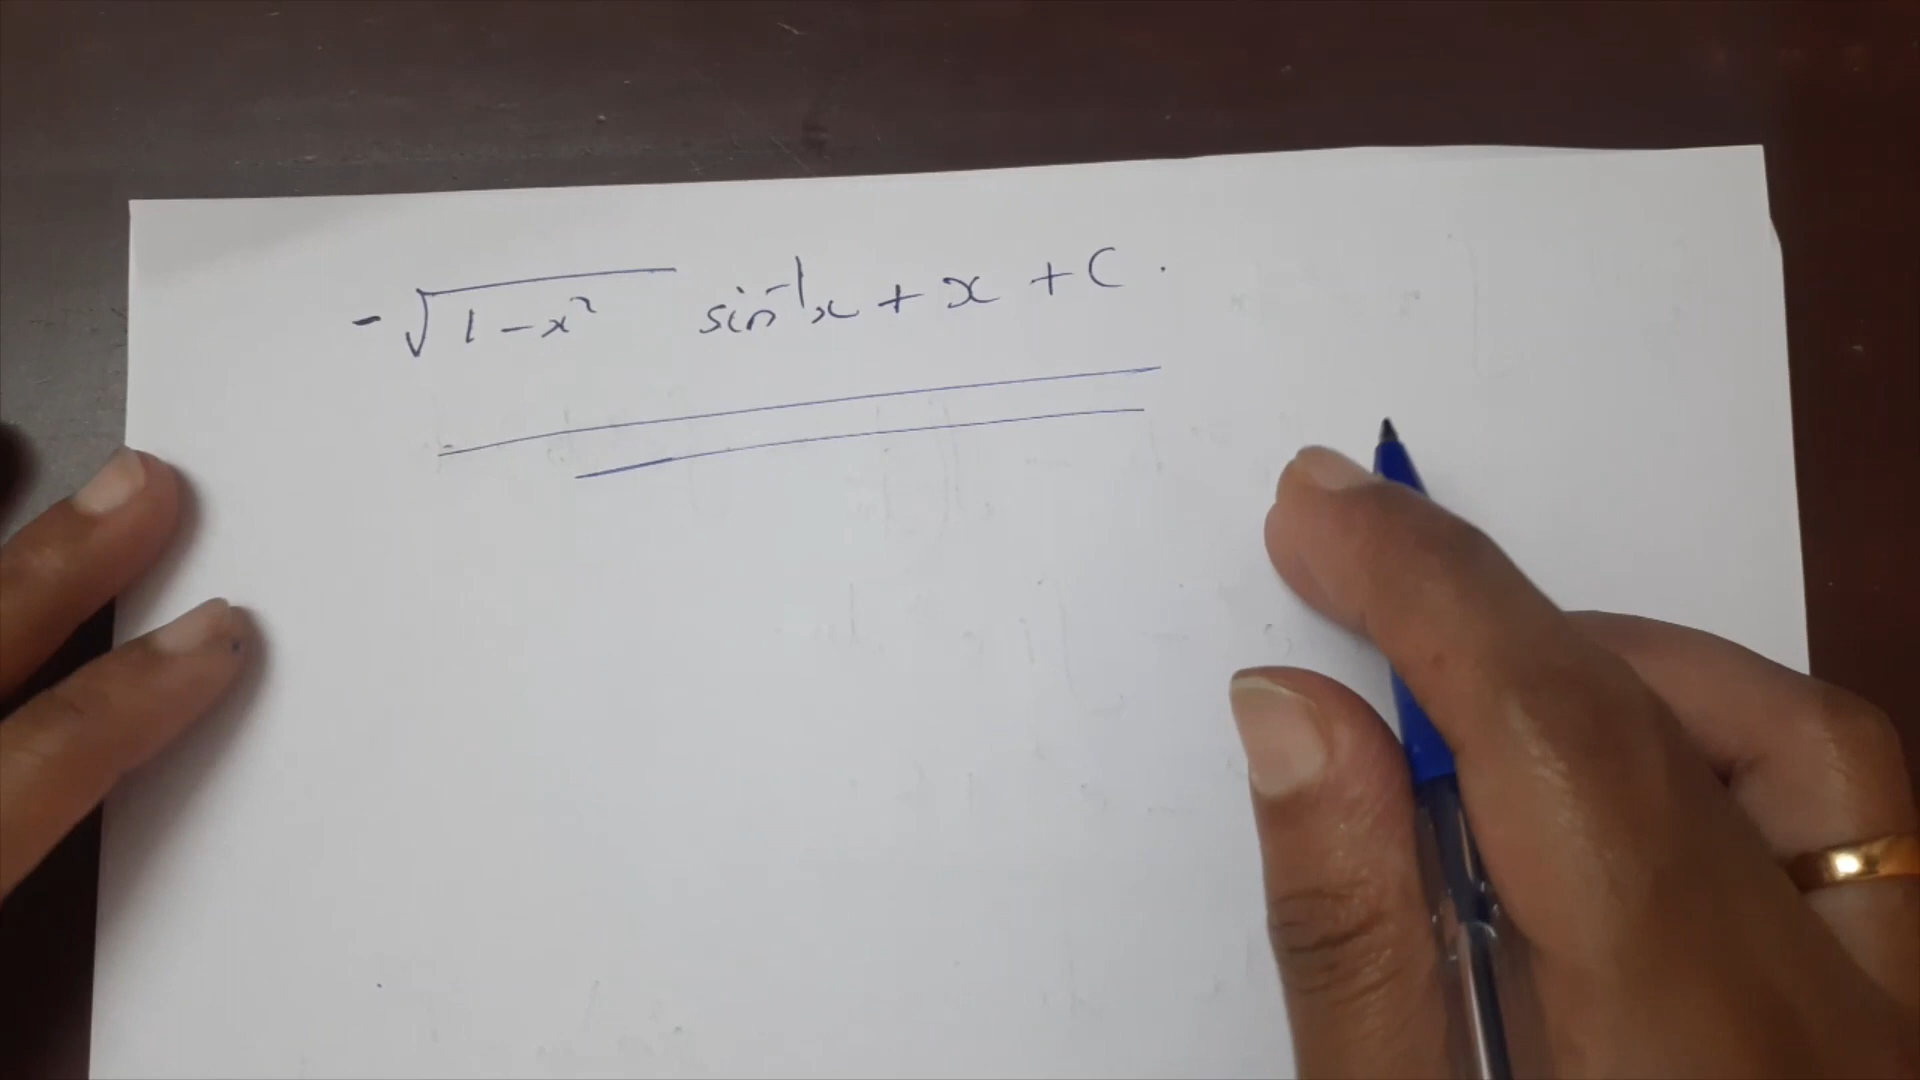 -√(1-x²) sin⁻¹x + x + C.